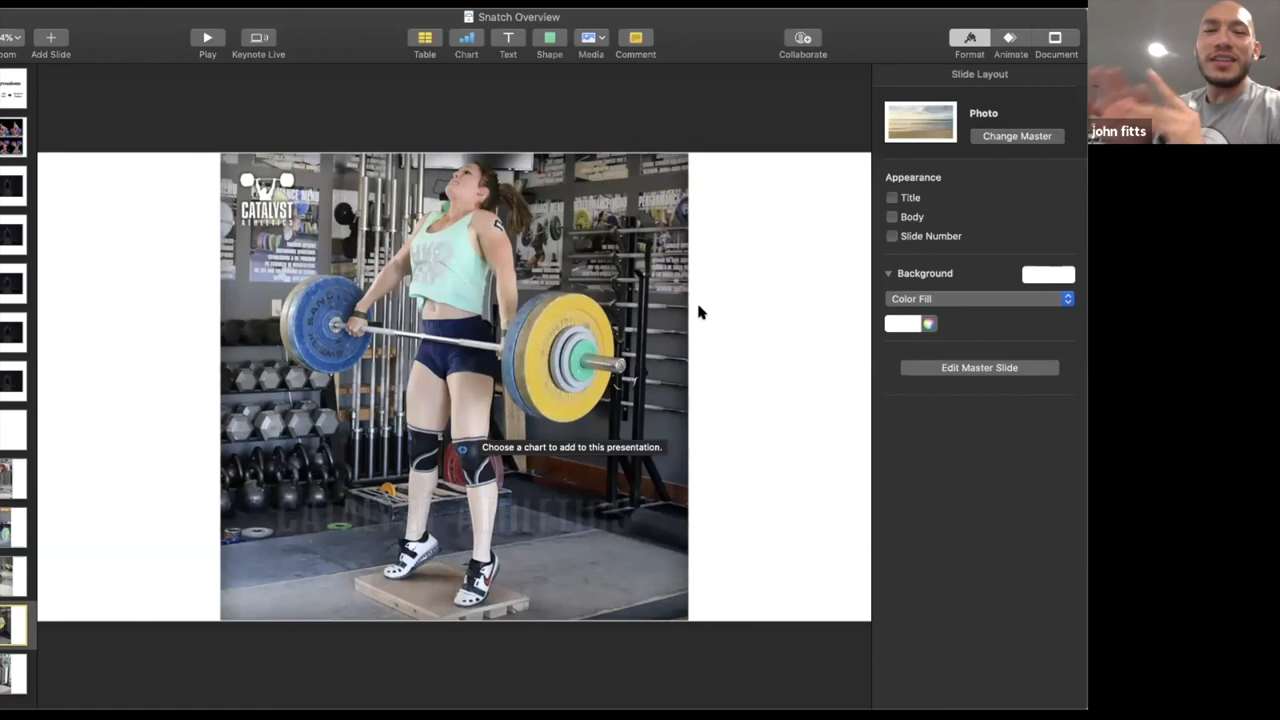 Snatch Overview
Add Slide
Play
Keynote Live
Table
Chart
Text
Shape
Media
Comment
Collaborate
Format
Animate
Document
Slide Layout
Photo
Change Master
Appearance
Title
Body
Slide Number
Background
Color Fill
Edit Master Slide
CATALYST
ATHLETICS
Choose a chart to add to this presentation.
CATALYST ATHLETICS
john fitts